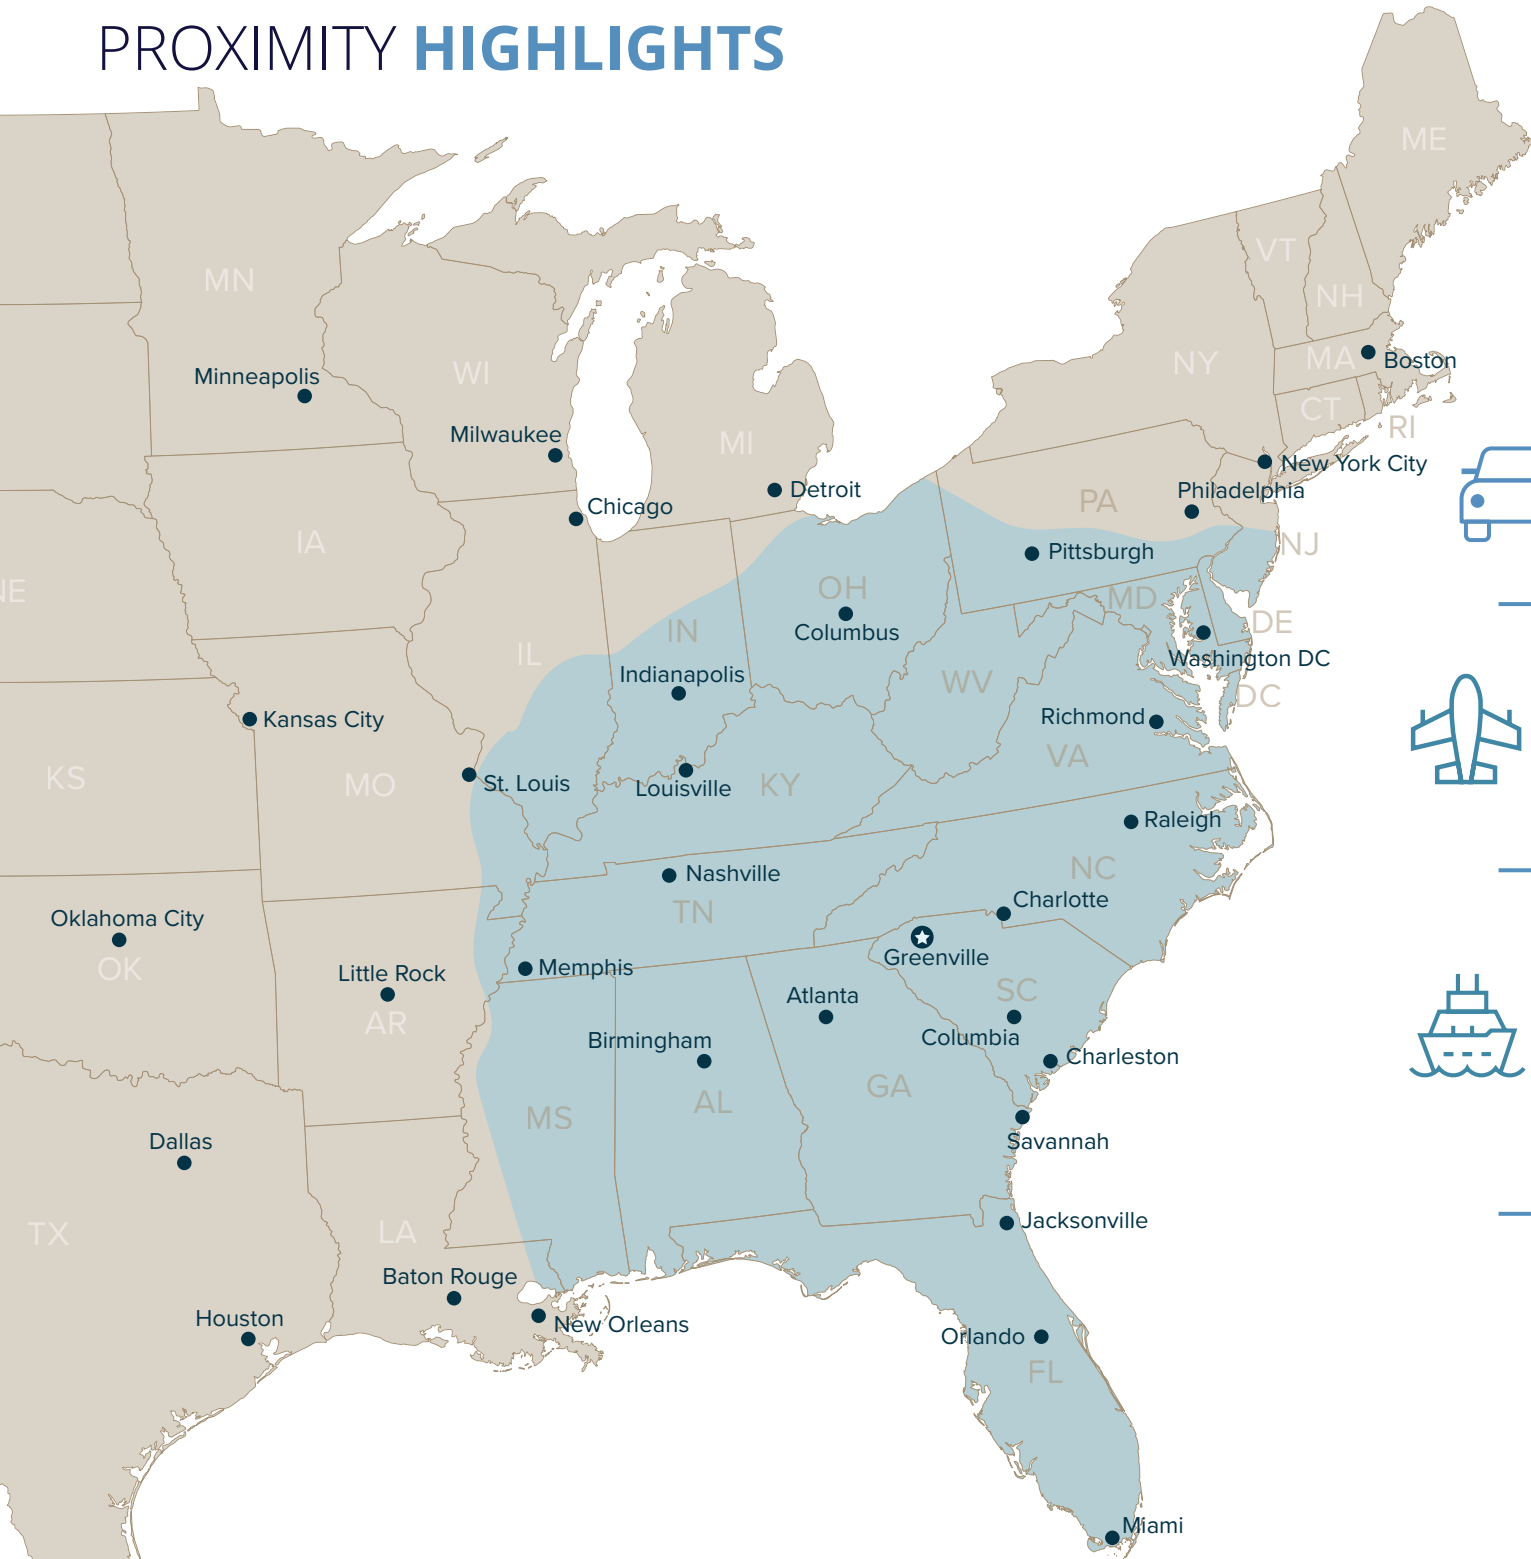 PROXIMITY HIGHLIGHTS
ME
VT
MN
NH
NY
MA
Boston
WI
Minneapolis
CT
RI
Milwaukee
MI
New York City
Detroit
Philadelphia
PA
Chicago
IA
NJ
Pittsburgh
NE
OH
MD
DE
IN
Columbus
IL
Washington DC
Indianapolis
WV
DC
Kansas City
Richmond
VA
KS
MO
St. Louis
Louisville
KY
Raleigh
NC
Nashville
Charlotte
TN
Oklahoma City
Greenville
OK
Memphis
Little Rock
SC
Atlanta
AR
Columbia
Birmingham
Charleston
GA
AL
MS
Dallas
Savannah
Jacksonville
TX
LA
Baton Rouge
Houston
New Orleans
Orlando
FL
Miami